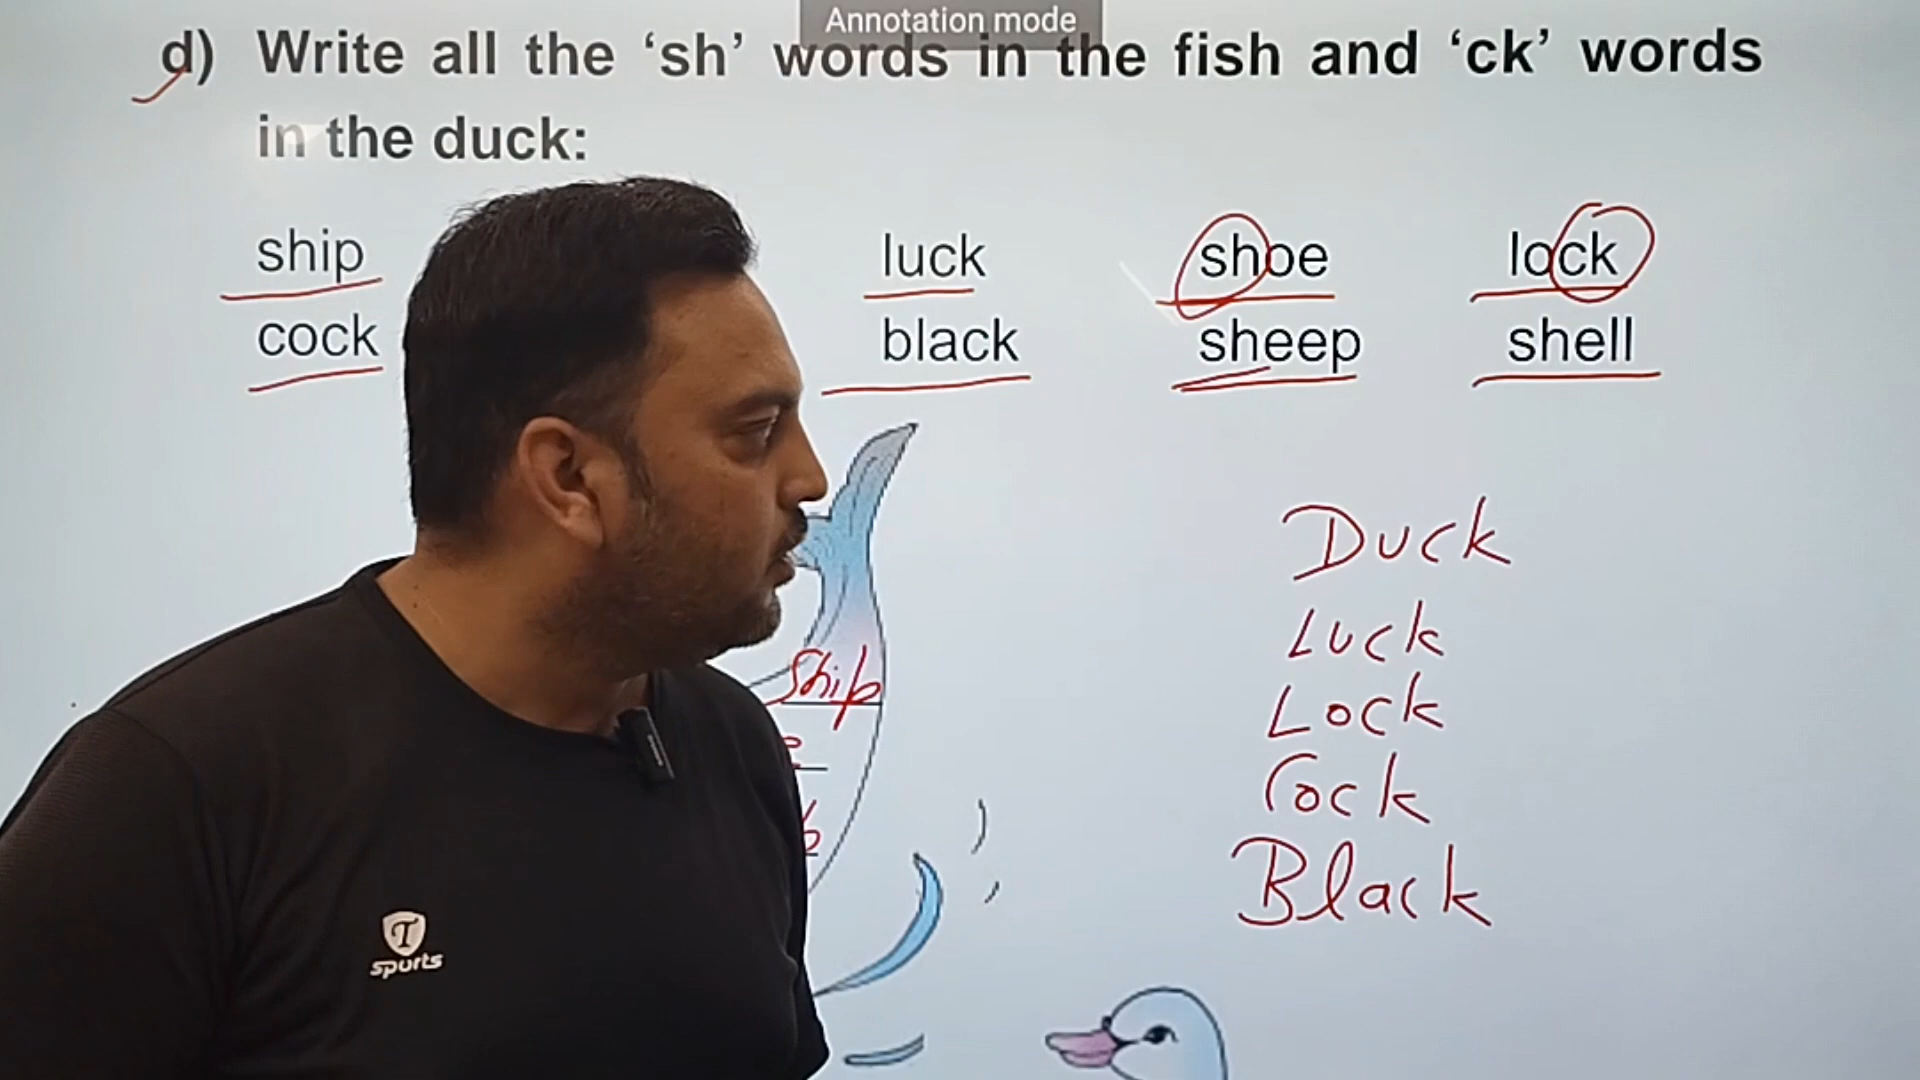 Annotation mode
d) Write all the ‘sh’ words in the fish and ‘ck’ words
in the duck:
ship luck shoe lock
cock black sheep shell
Duck
Luck
Ship
Lock
Cock
Black
T
sports